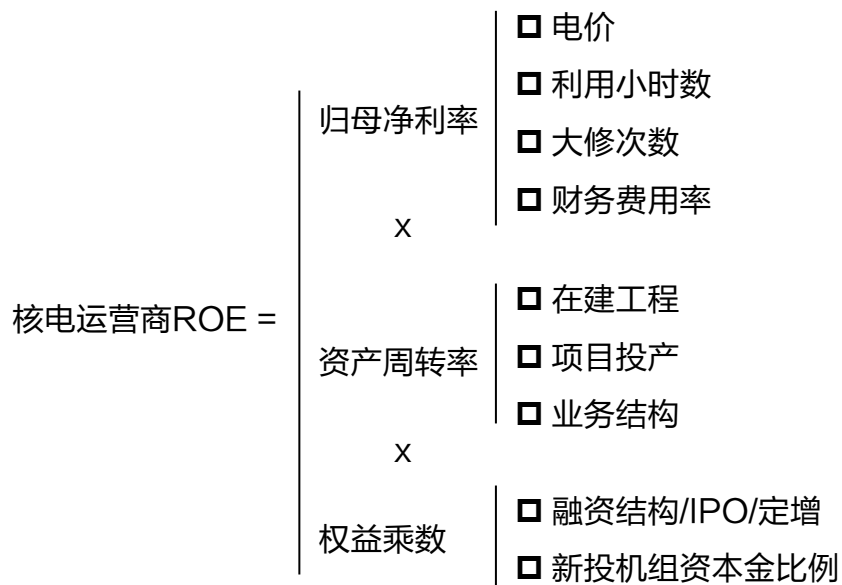 核电运营商ROE =
归母净利率
电价
利用小时数
大修次数
财务费用率
x
资产周转率
在建工程
项目投产
业务结构
x
权益乘数
融资结构/IPO/定增
新投机组资本金比例